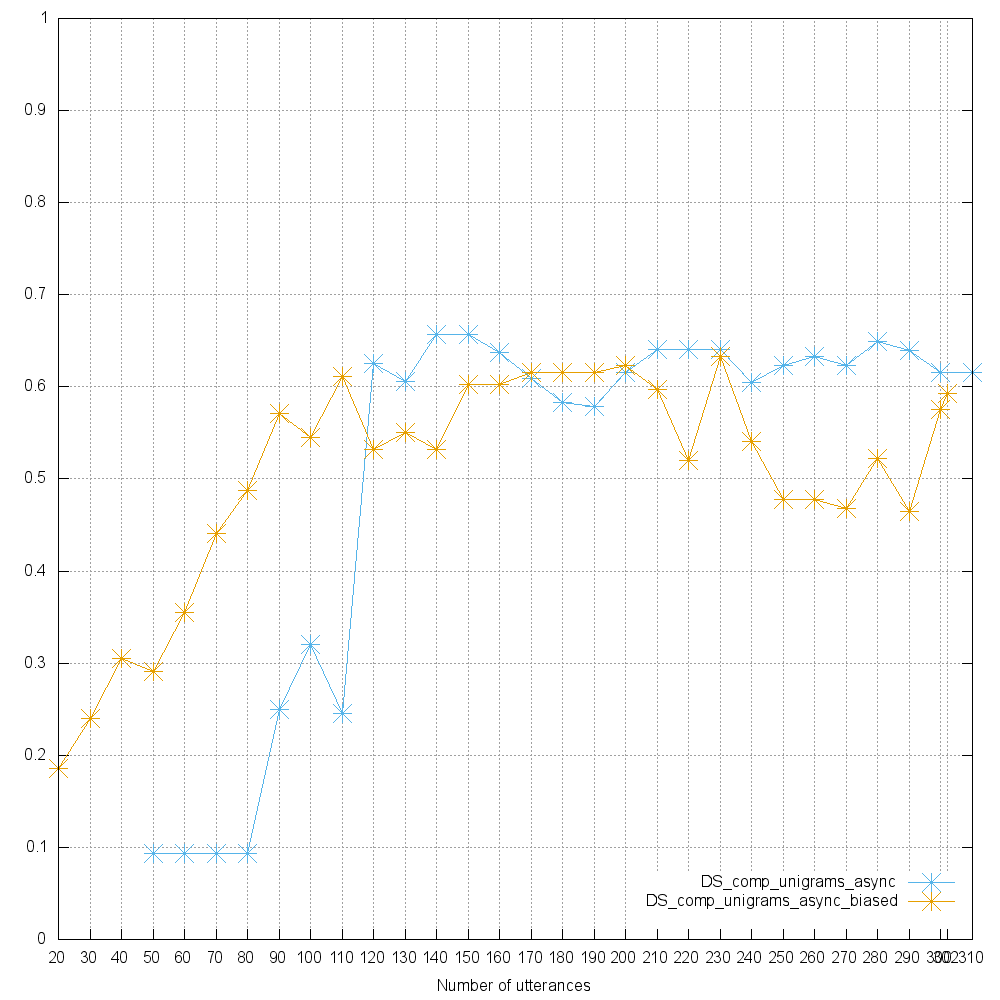 1
0.9
0.8
0.7
0.6
0.5
0.4
0.3
0.2
0.1
0
DS_comp_unigrams_async
DS_comp_unigrams_async_biased
20 30 40 50 60 70 80 90 100 110 120 130 140 150 160 170 180 190 200 210 220 230 240 250 260 270 280 290 300 302 310
Number of utterances